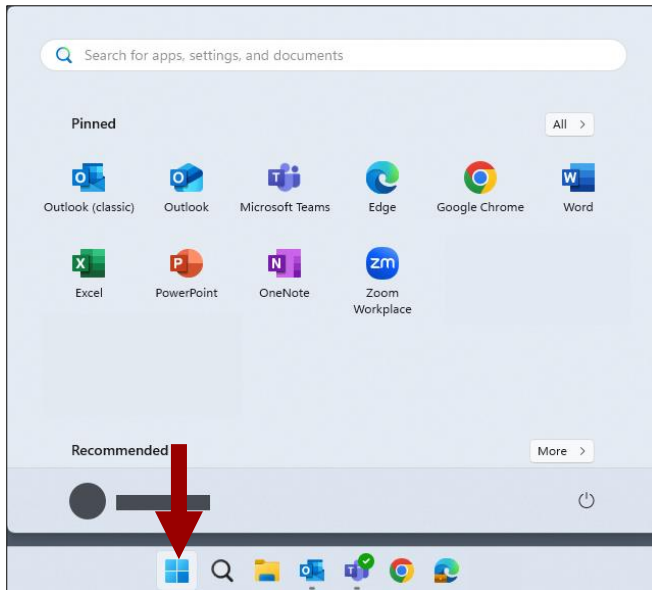 Search for apps, settings, and documents
Pinned
All
Outlook (classic) Outlook Microsoft Teams Edge Google Chrome Word
Excel PowerPoint OneNote Zoom
Workplace
Recommended
More